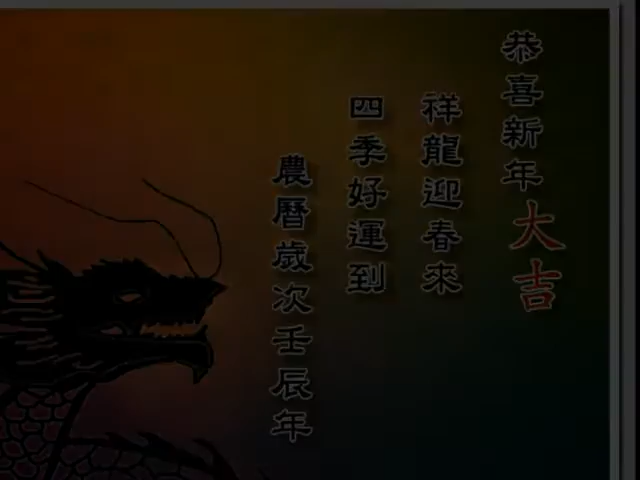 恭喜新年大吉
祥龍迎春來
四季好運到
農曆歲次壬辰年